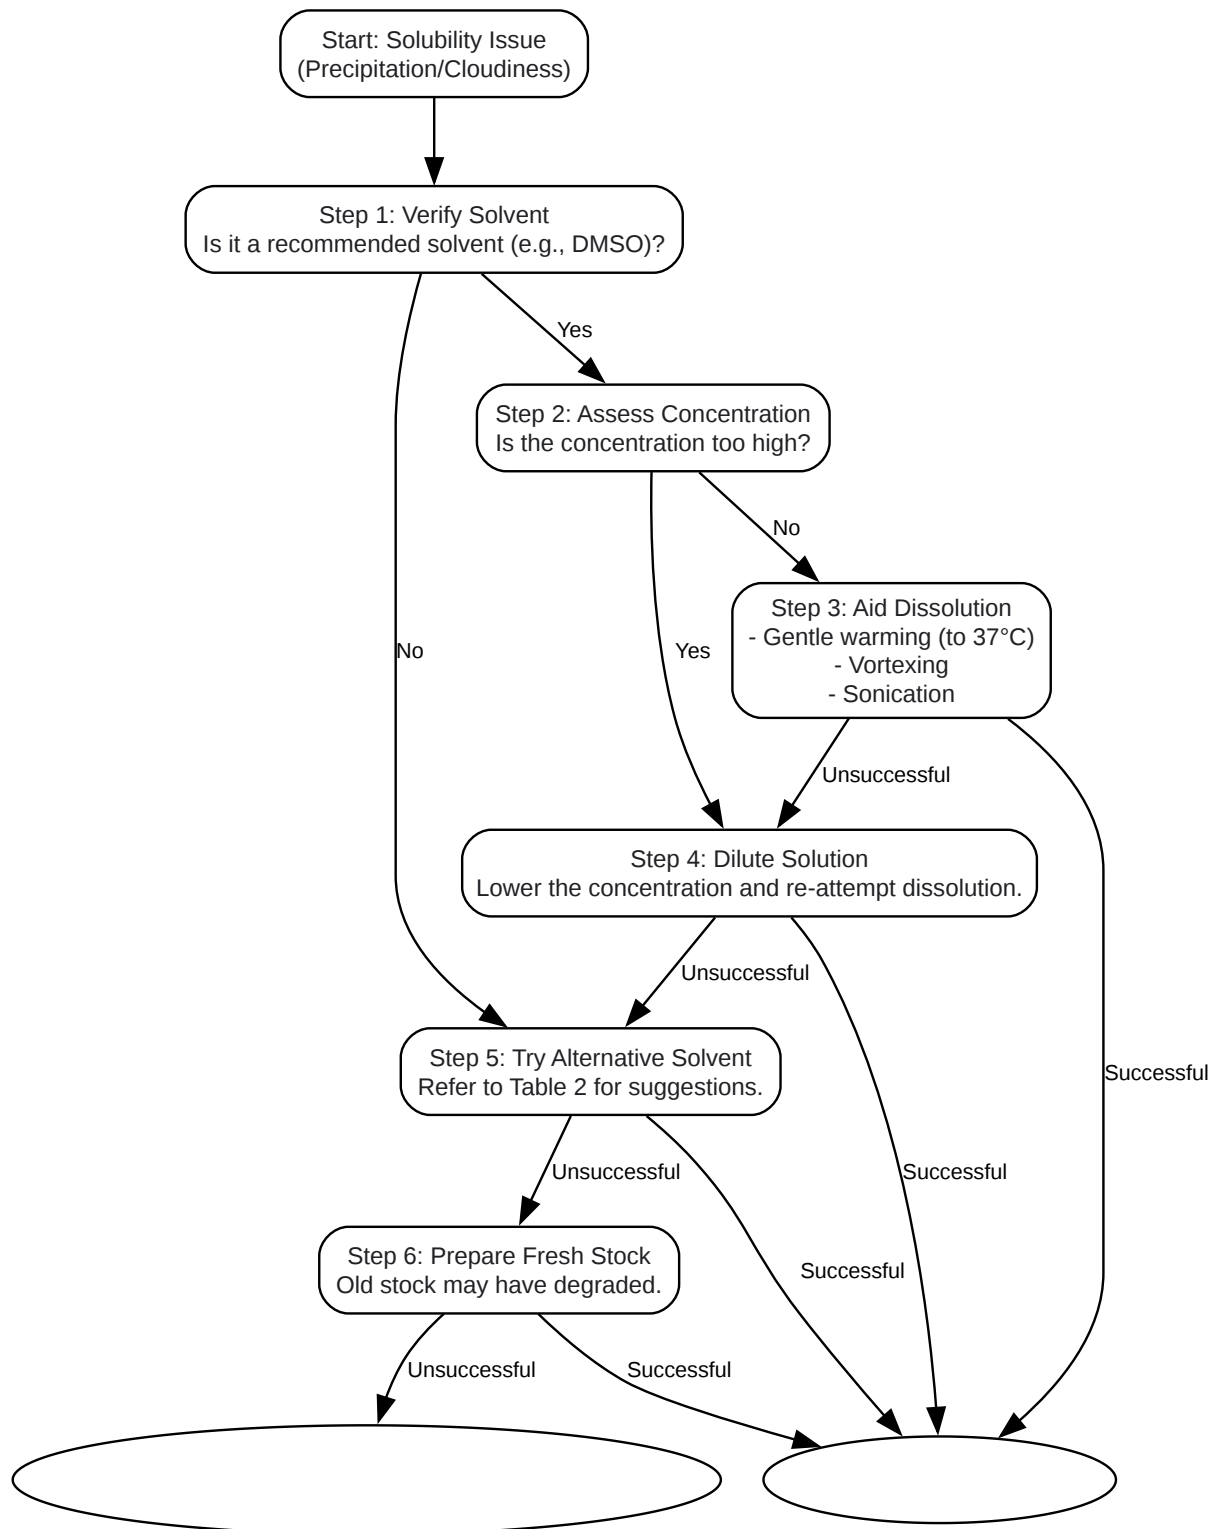 Start: Solubility Issue
(Precipitation/Cloudiness)
Step 1: Verify Solvent
Is it a recommended solvent (e.g., DMSO)?
Yes
Step 2: Assess Concentration
Is the concentration too high?
No
Step 3: Aid Dissolution
- Gentle warming (to 37°C)
- Vortexing
- Sonication
No
Yes
Unsuccessful
Step 4: Dilute Solution
Lower the concentration and re-attempt dissolution.
Unsuccessful
Step 5: Try Alternative Solvent
Refer to Table 2 for suggestions.
Successful
Unsuccessful
Successful
Step 6: Prepare Fresh Stock
Old stock may have degraded.
Successful
Unsuccessful
Successful